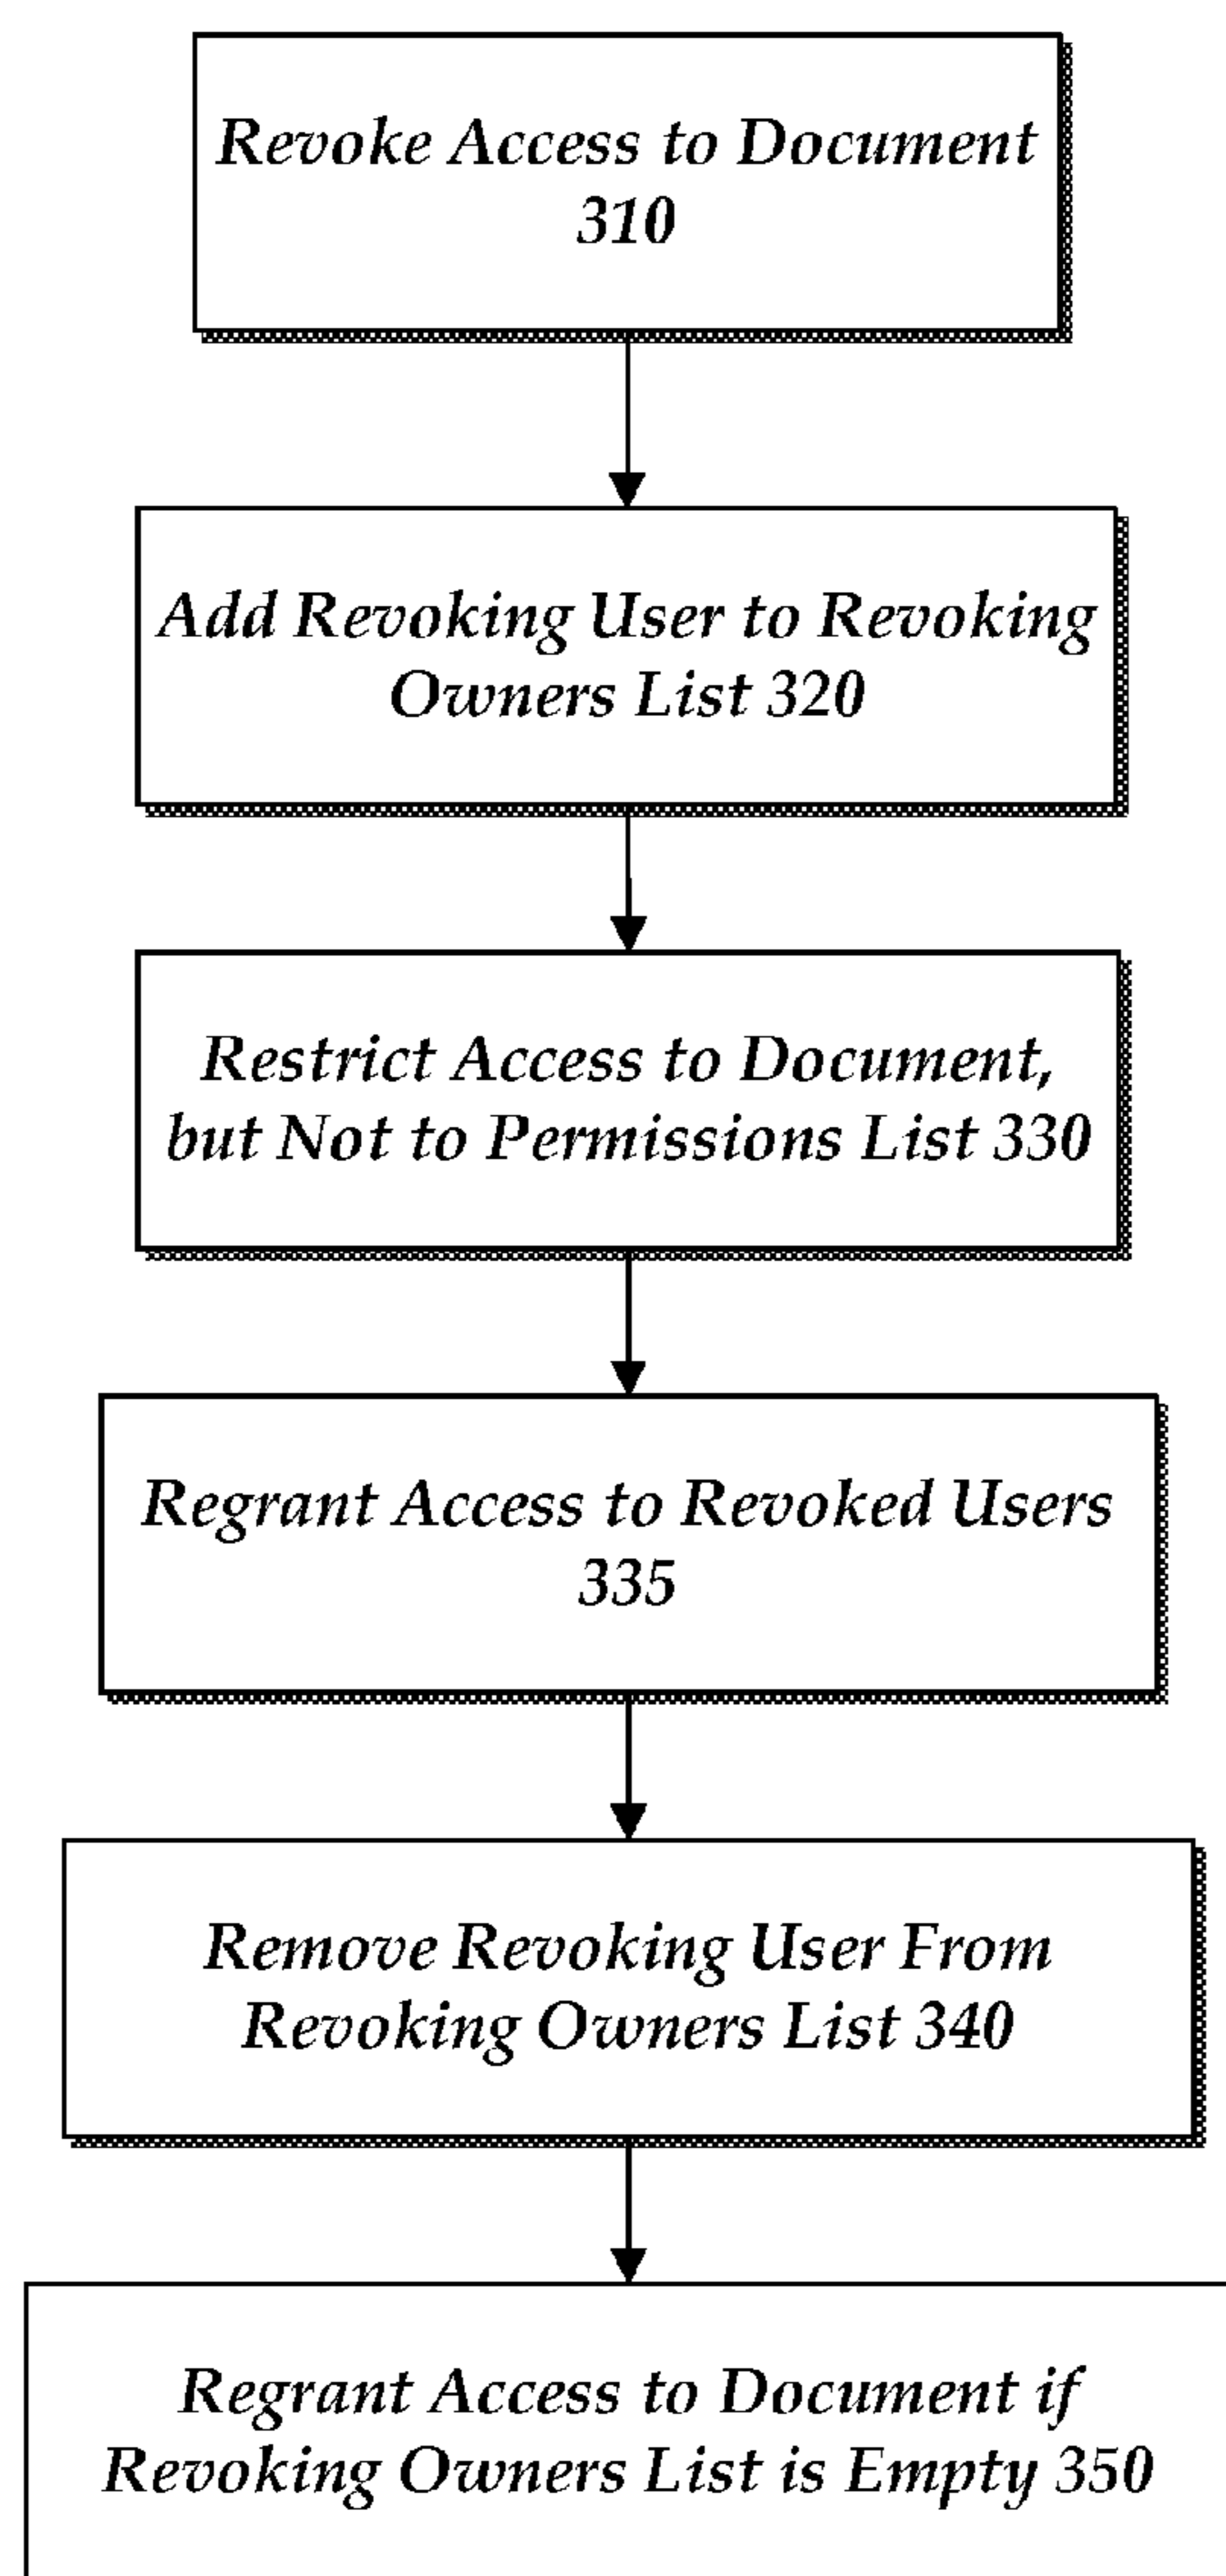 Revoke Access to Document
310
Add Revoking User to Revoking
Owners List 320
Restrict Access to Document,
but Not to Permissions List 330
Regrant Access to Revoked Users
335
Remove Revoking User From
Revoking Owners List 340
Regrant Access to Document if
Revoking Owners List is Empty 350